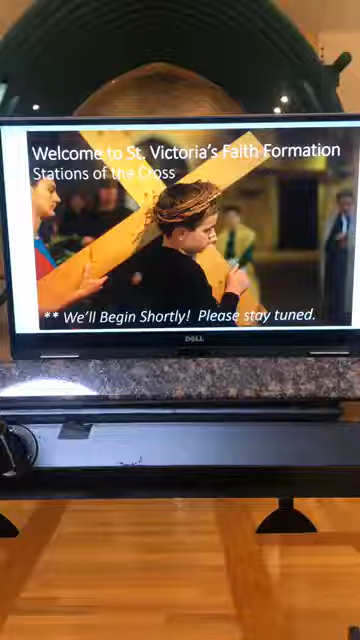 Welcome to St. Victoria's Faith Formation
Stations of the Cross
** We'll Begin Shortly! Please stay tuned.
DELL